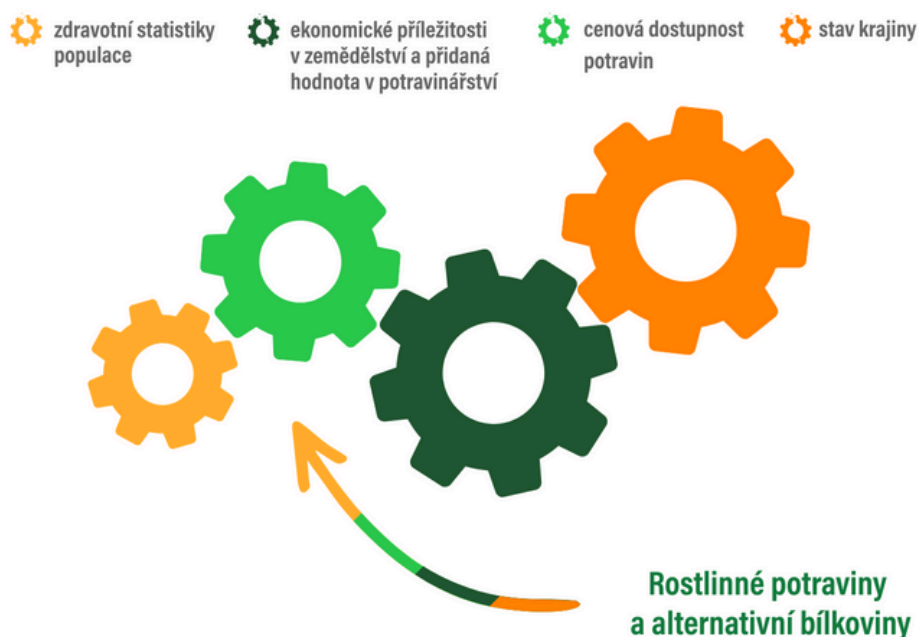 zdravotní statistiky
populace
ekonomické příležitosti
v zemědělství a přidaná
hodnota v potravinářství
cenová dostupnost
potravin
stav krajiny
Rostlinné potraviny
a alternativní bílkoviny